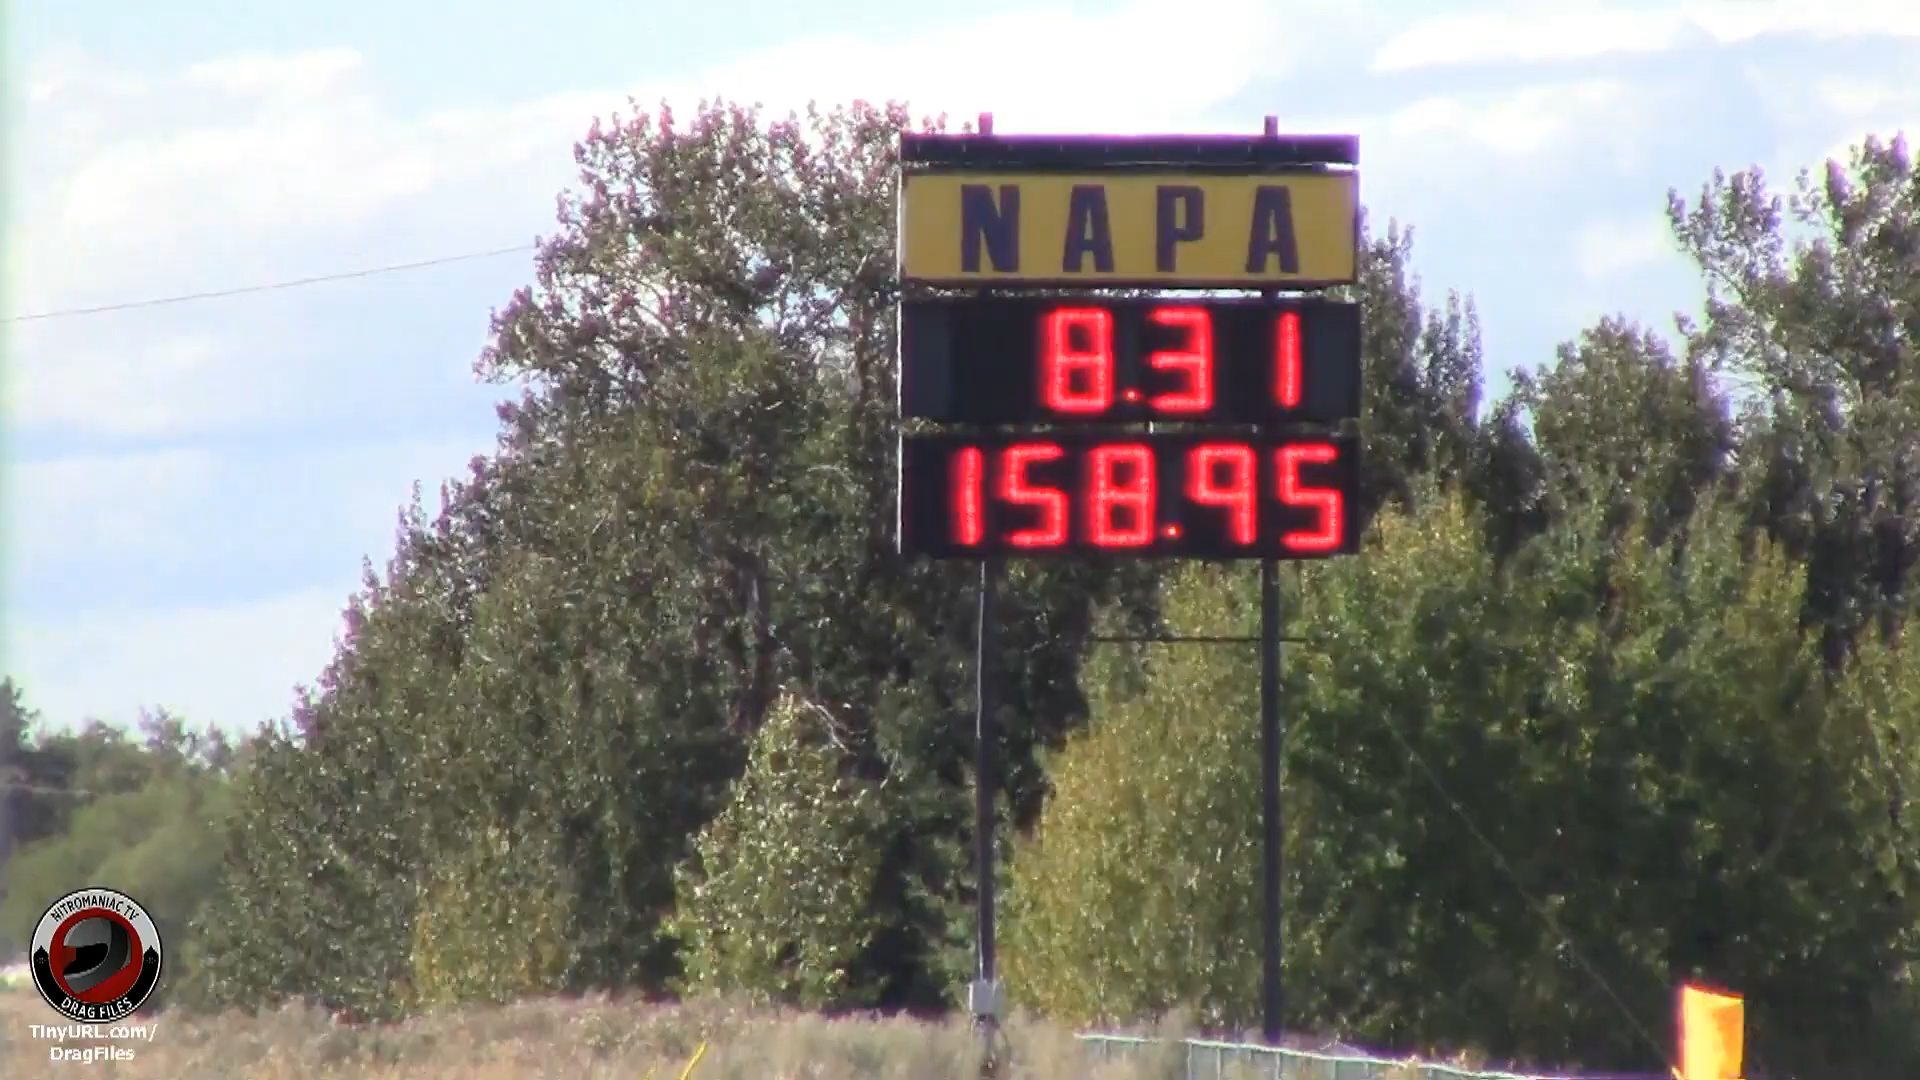 NAPA
8.31
158.95
NITROMANIAC TV
DRAG FILES
TinyURL.com/
DragFiles